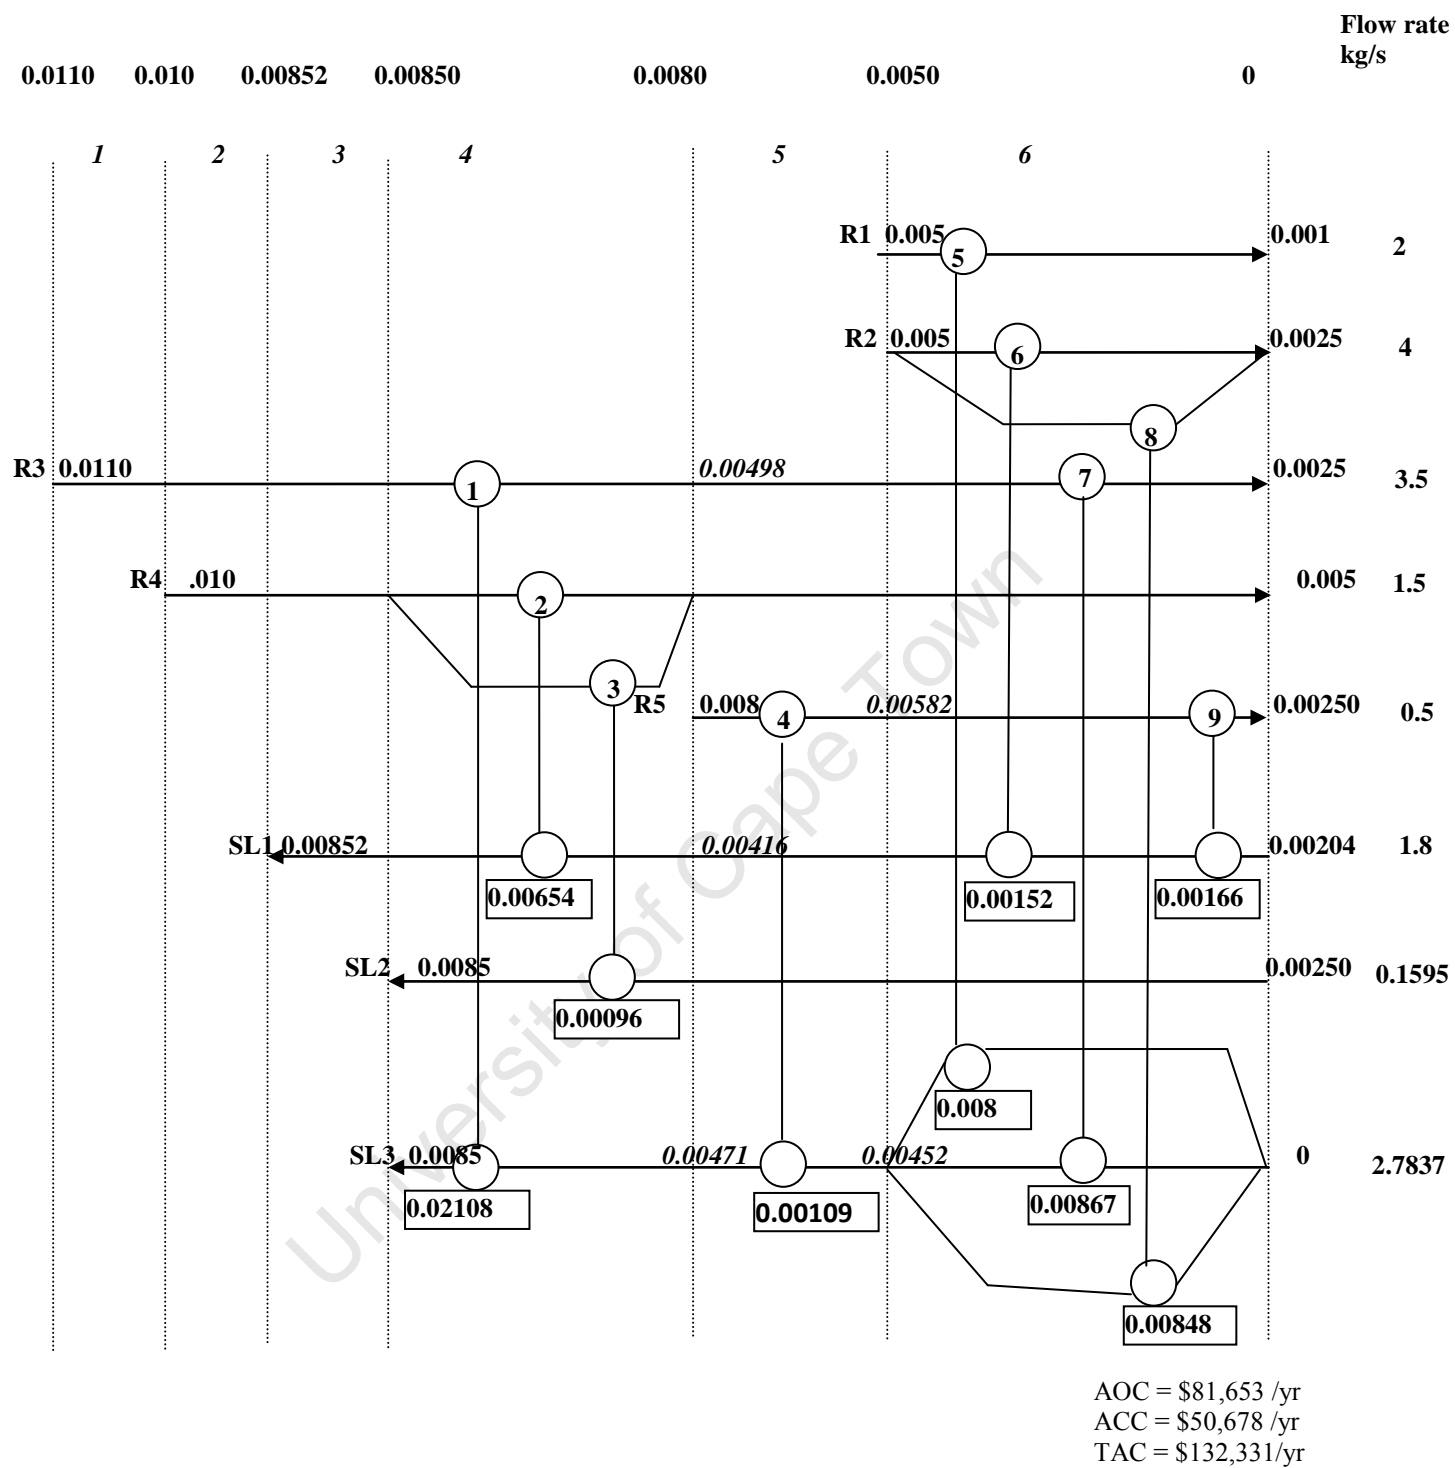 Flow rate
kg/s
0.0110 0.010 0.00852 0.00850 0.0080 0.0050 0
1 2 3 4 5 6
R1 0.005 5 0.001 2
R2 0.005 6 0.0025 4
8
R3 0.0110 1 0.00498 7 0.0025 3.5
R4 .010 2 0.005 1.5
3 R5 0.008 4 0.00582 9 0.00250 0.5
SL1 0.00852 0.00416 0.00204 1.8
0.00654 0.00152 0.00166
SL2 0.0085 0.00250 0.1595
0.00096
0.008
SL3 0.0085 0.00471 0.00452 0 2.7837
0.02108 0.00109 0.00867
0.00848
University of Cape Town
AOC = $81,653 /yr
ACC = $50,678 /yr
TAC = $132,331/yr